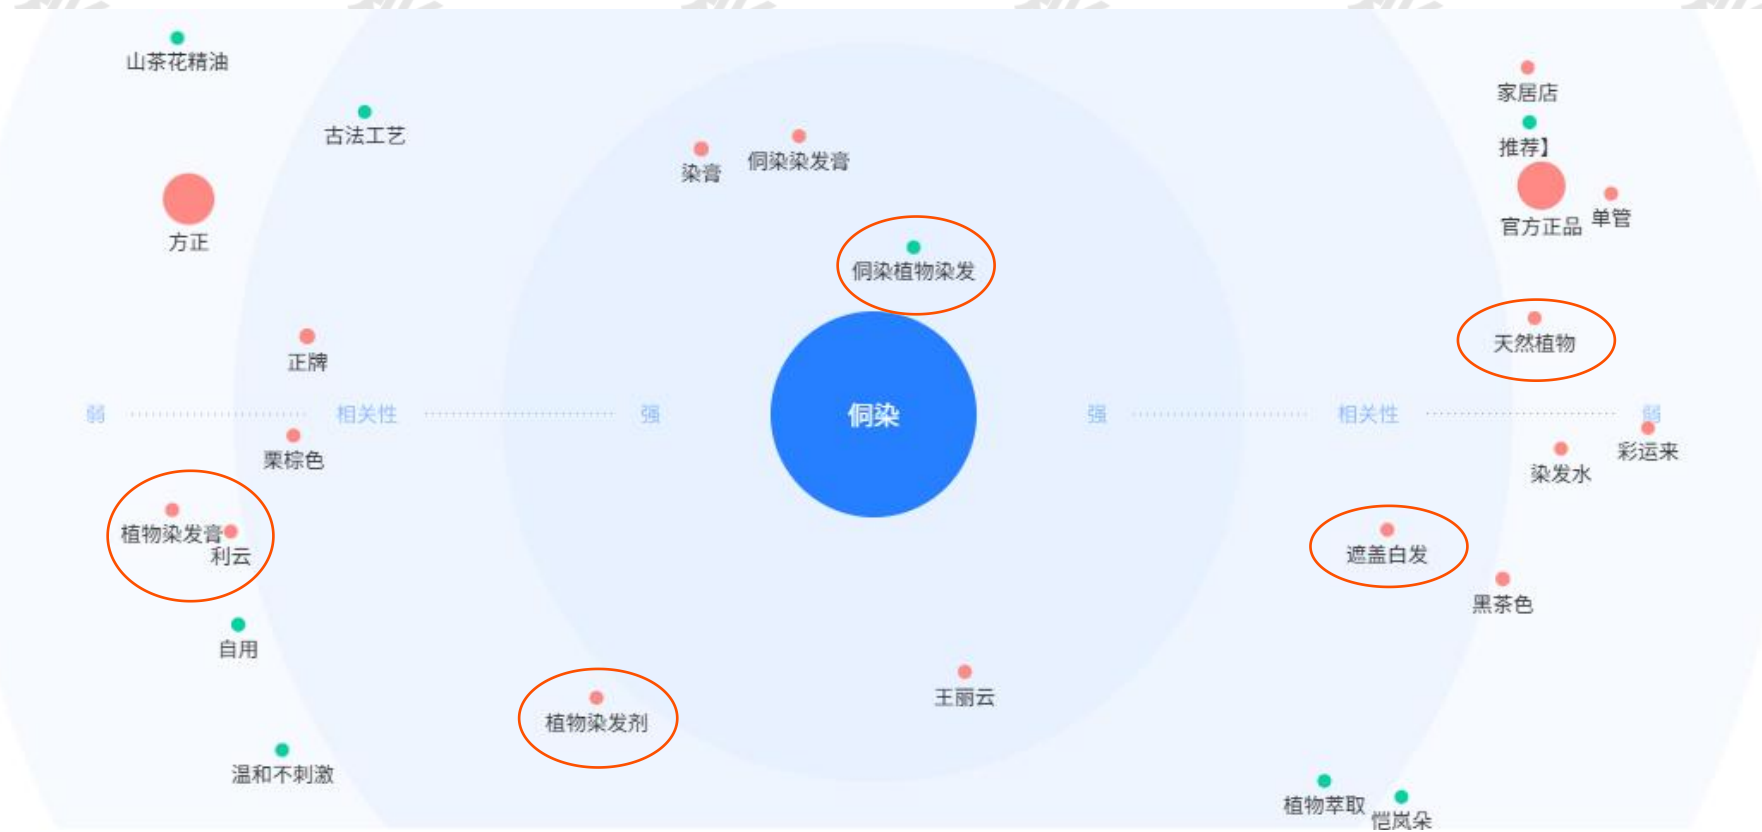 山茶花精油
家居店
古法工艺
推荐】
染膏
侗染染发膏
官方正品
单管
方正
侗染植物染发
天然植物
正牌
弱
相关性
强
侗染
强
相关性
弱
栗棕色
彩运来
染发水
植物染发膏
利云
遮盖白发
黑茶色
自用
王丽云
植物染发剂
温和不刺激
植物萃取
恺岚朵